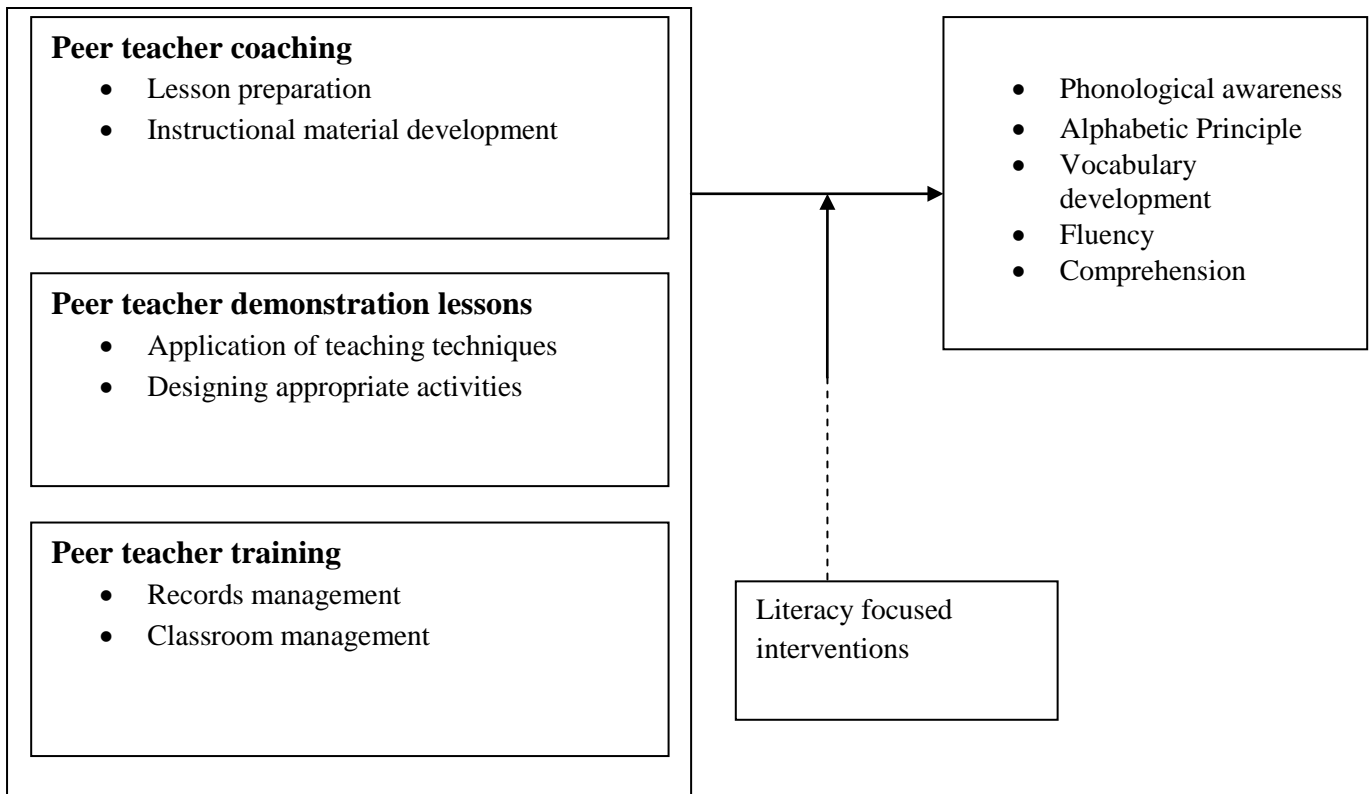 Peer teacher coaching
• Lesson preparation
• Instructional material development
Peer teacher demonstration lessons
• Application of teaching techniques
• Designing appropriate activities
Peer teacher training
• Records management
• Classroom management
• Phonological awareness
• Alphabetic Principle
• Vocabulary
development
• Fluency
• Comprehension
Literacy focused
interventions